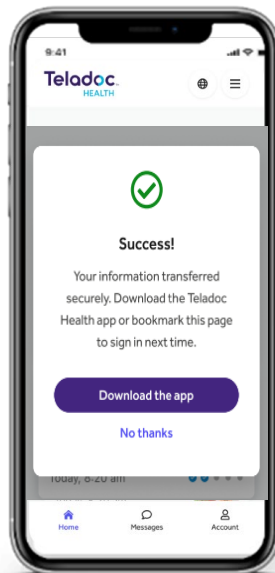 9:41
Teladoc
HEALTH
Success!
Your information transferred
securely. Download the Teladoc
Health app or bookmark this page
to sign in next time.
Download the app
No thanks
Today, 8:20 am
Home
Messages
Account